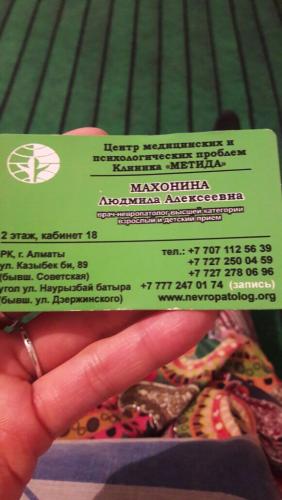 Центр медицинских и
психологических проблем
Клиника «МЕТИДА»
МАХОНИНА
Людмила Алексеевна
врач-невропатолог высшей категории
взрослый и детский прием
2 этаж, кабинет 18
РК, г. Алматы
ул. Казыбек би, 89
(бывш. Советская)
угол ул Наурызбай батыра
(бывш. ул. Дзержинского)
тел.: +7 707 112 56 39
+7 727 250 04 59
+7 727 278 06 96
+7 777 247 01 74 (запись)
www.nevropatolog.org